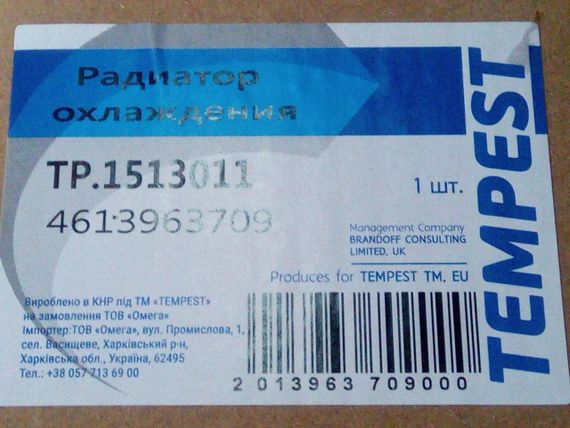 Радиатор
охлаждения
TP.1513011
1 шт.
4613963709
Management Company
BRANDOFF CONSULTING
LIMITED, UK
Produces for TEMPEST TM, EU
Вироблено в КНР під ТМ «TEMPEST»
на замовлення ТОВ «Омега»
Імпортер:ТОВ «Омега», вул. Промислова, 1,
сел. Васищеве, Харківський р-н,
Харківська обл., Україна, 62495
Тел.: +38 057 713 69 00
2 013963 709000
TEMPEST